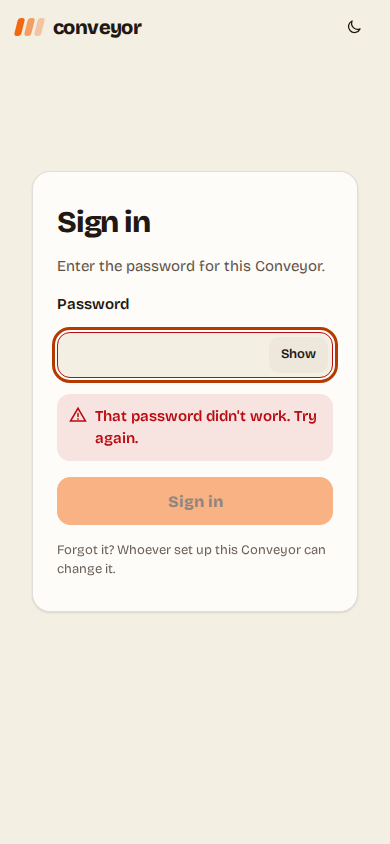 conveyor
Sign in
Enter the password for this Conveyor.
Password
Show
That password didn't work. Try
again.
Sign in
Forgot it? Whoever set up this Conveyor can
change it.